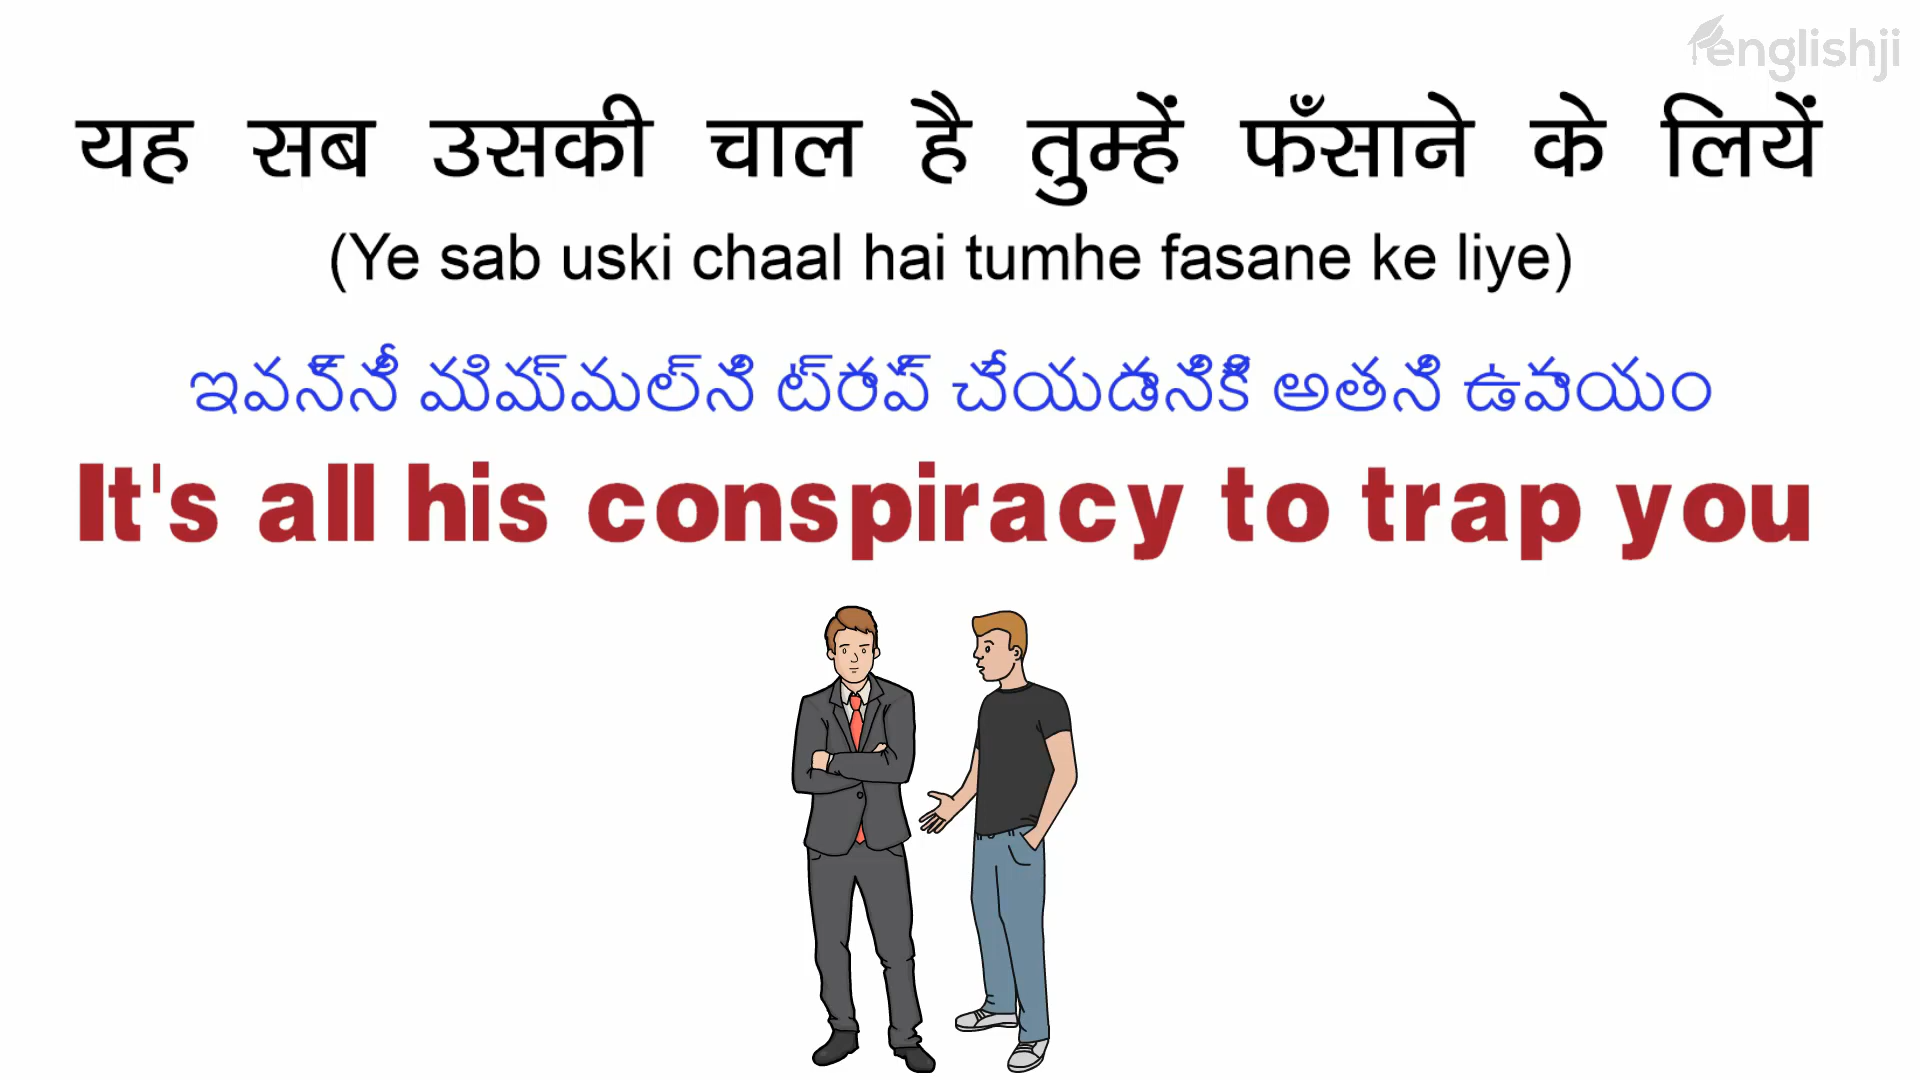 englishji
यह सब उसकी चाल है तुम्हें फँसाने के लियें
(Ye sab uski chaal hai tumhe fasane ke liye)
ఇవన్నీ మిమ్మల్ని ట్రాప్ చేయడానికి అతని ఉపాయం
It's all his conspiracy to trap you